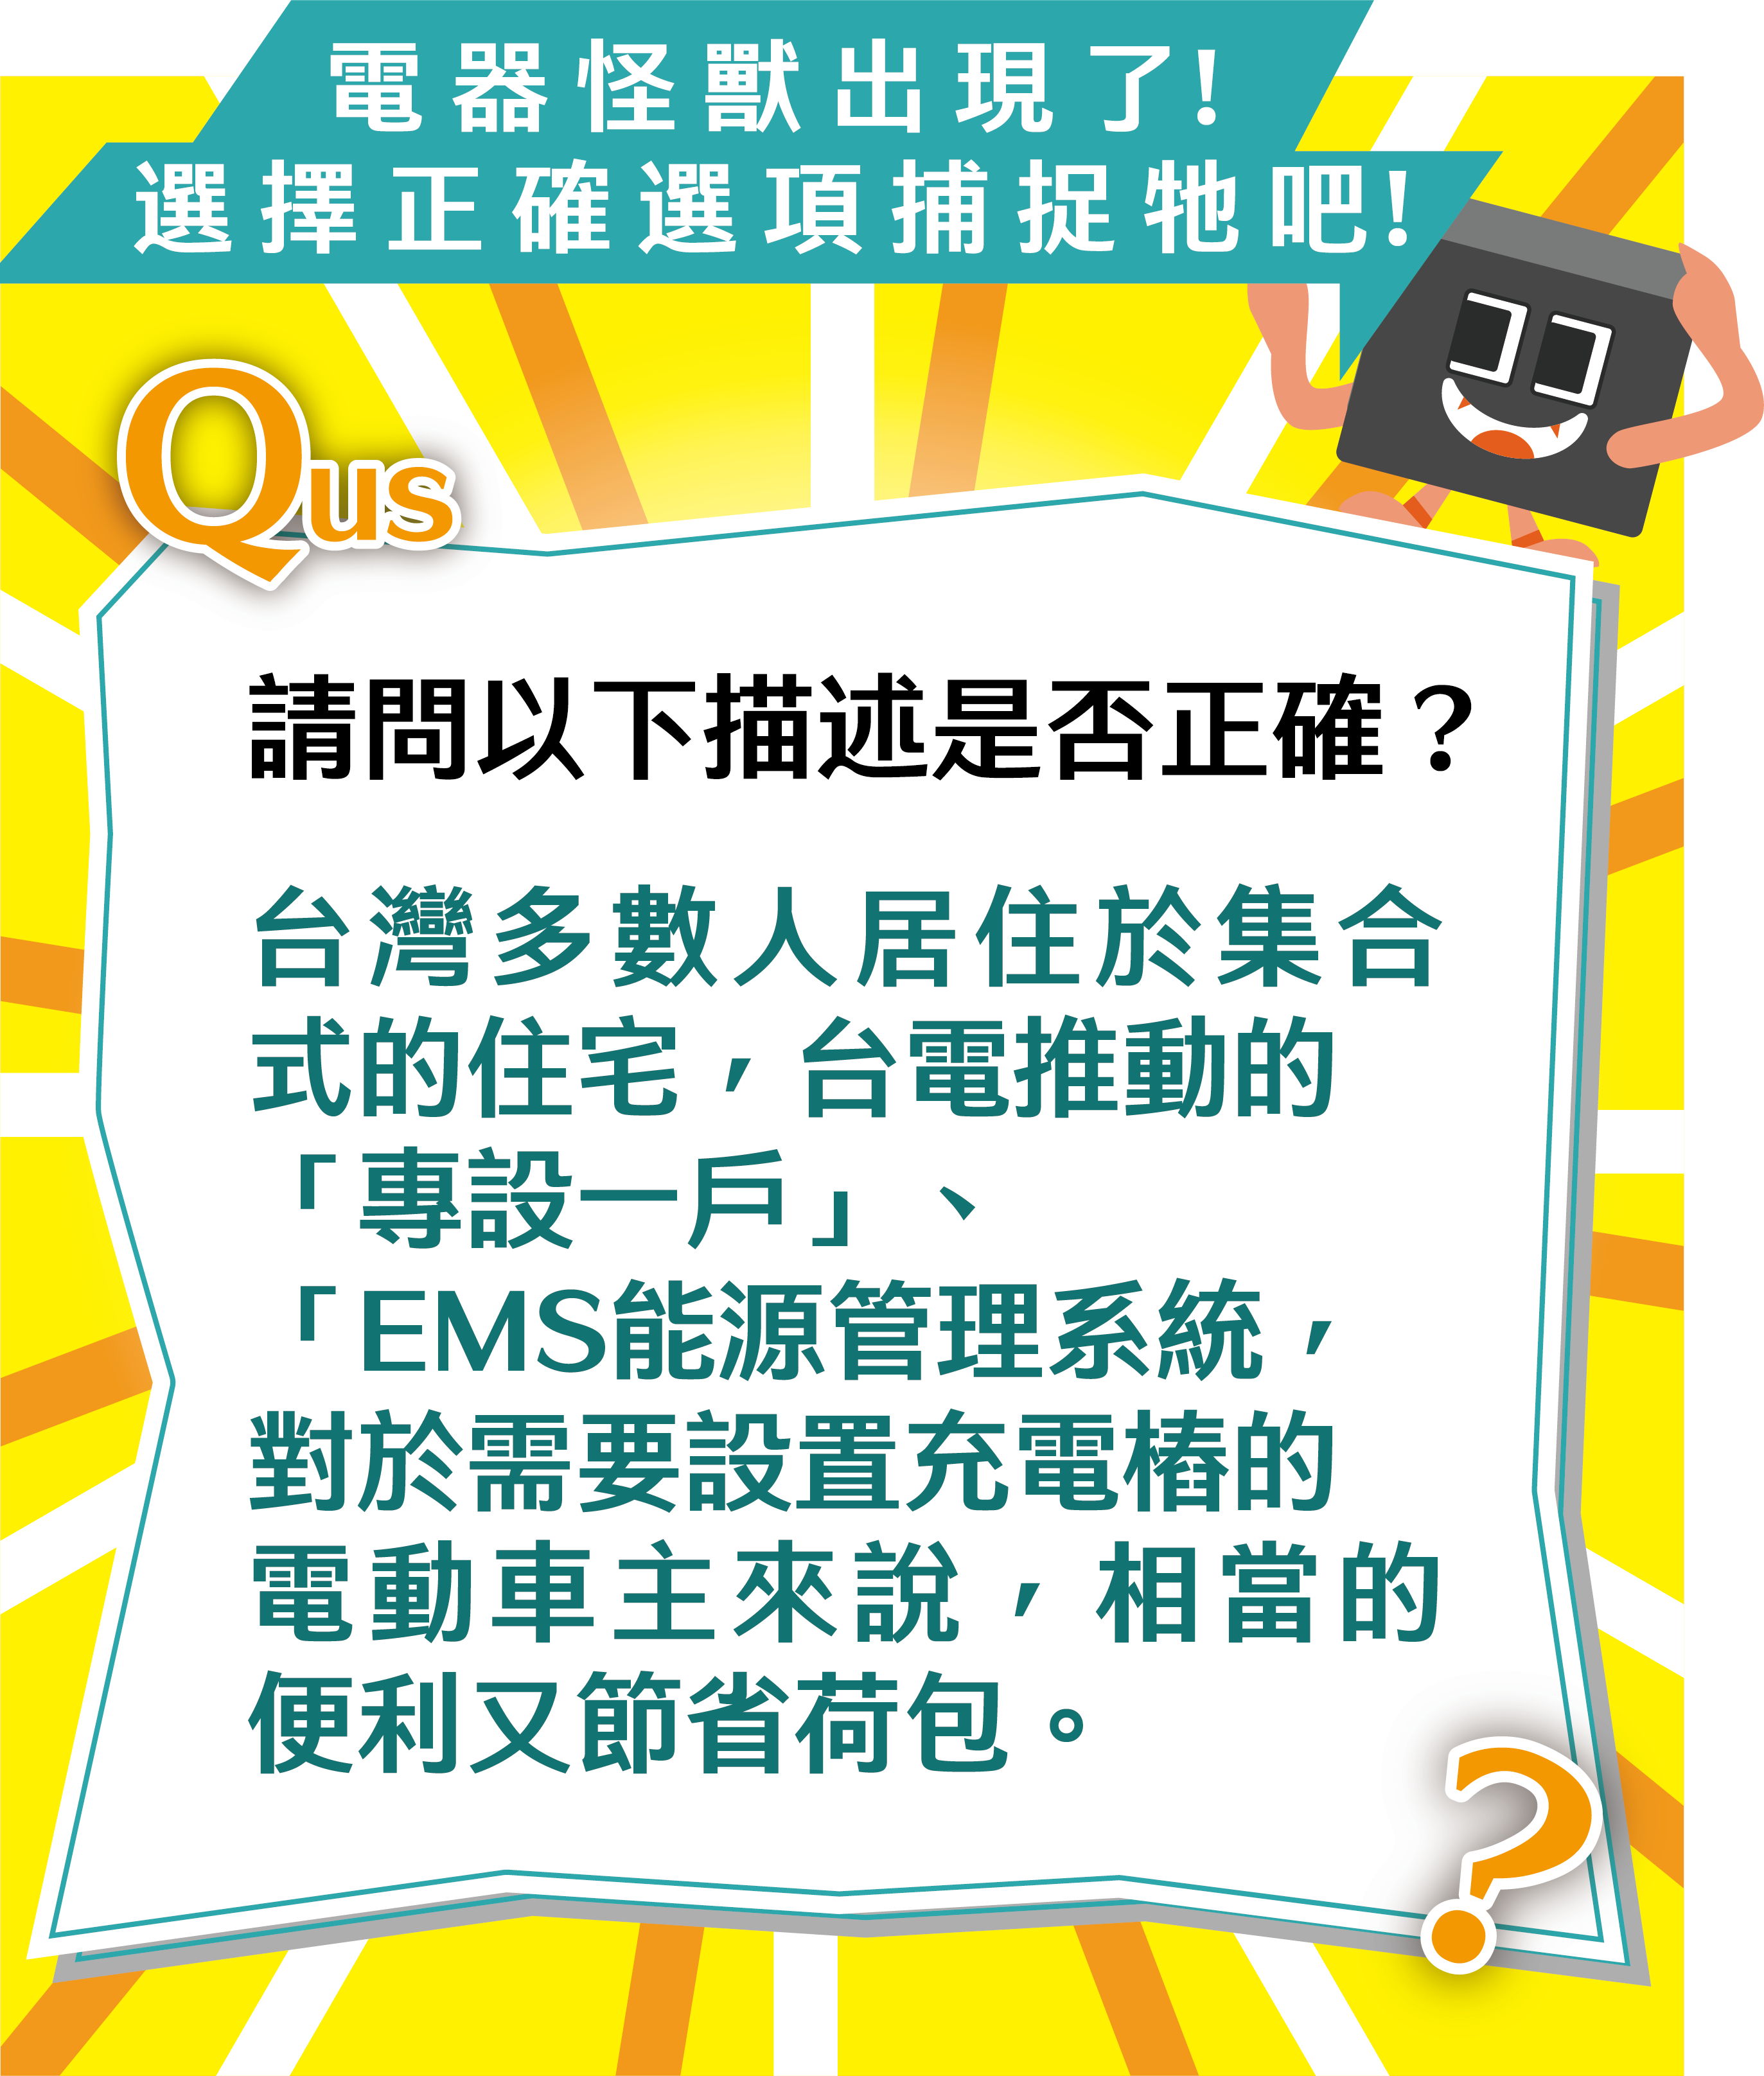 電器怪獸出現了!
選擇正確選項捕捉牠吧!
Qus
請問以下描述是否正確？
台灣多數人居住於集合
式的住宅，台電推動的
「專設一戶」、
「EMS能源管理系統，
對於需要設置充電樁的
電動車主來說，相當的
便利又節省荷包。
?